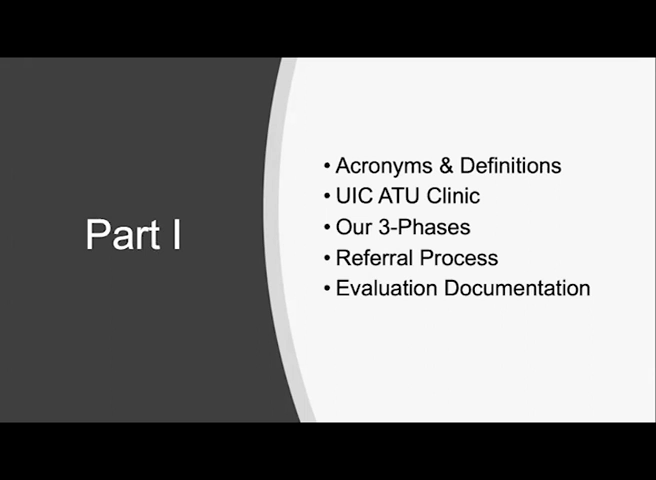 Part I
• Acronyms & Definitions
• UIC ATU Clinic
• Our 3-Phases
• Referral Process
• Evaluation Documentation